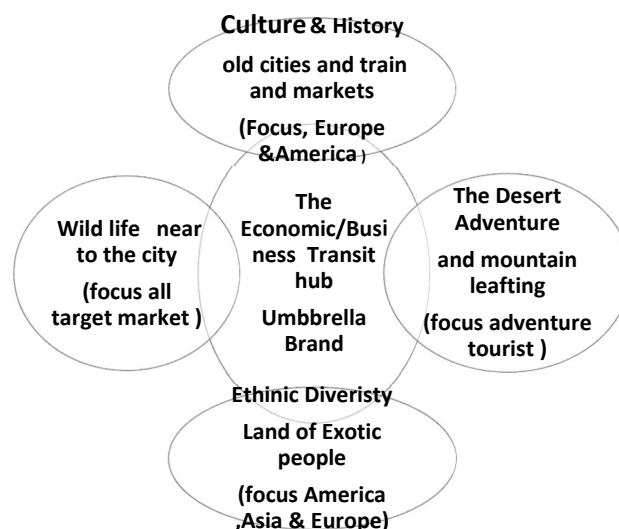 Culture & History
old cities and train
and markets
(Focus, Europe
&America )
Wild life near
to the city
(focus all
target market )
The
Economic/Busi
ness Transit
hub
Umbbrella
Brand
The Desert
Adventure
and mountain
leafting
(focus adventure
tourist )
Ethinic Diveristy
Land of Exotic
people
(focus America
,Asia & Europe)